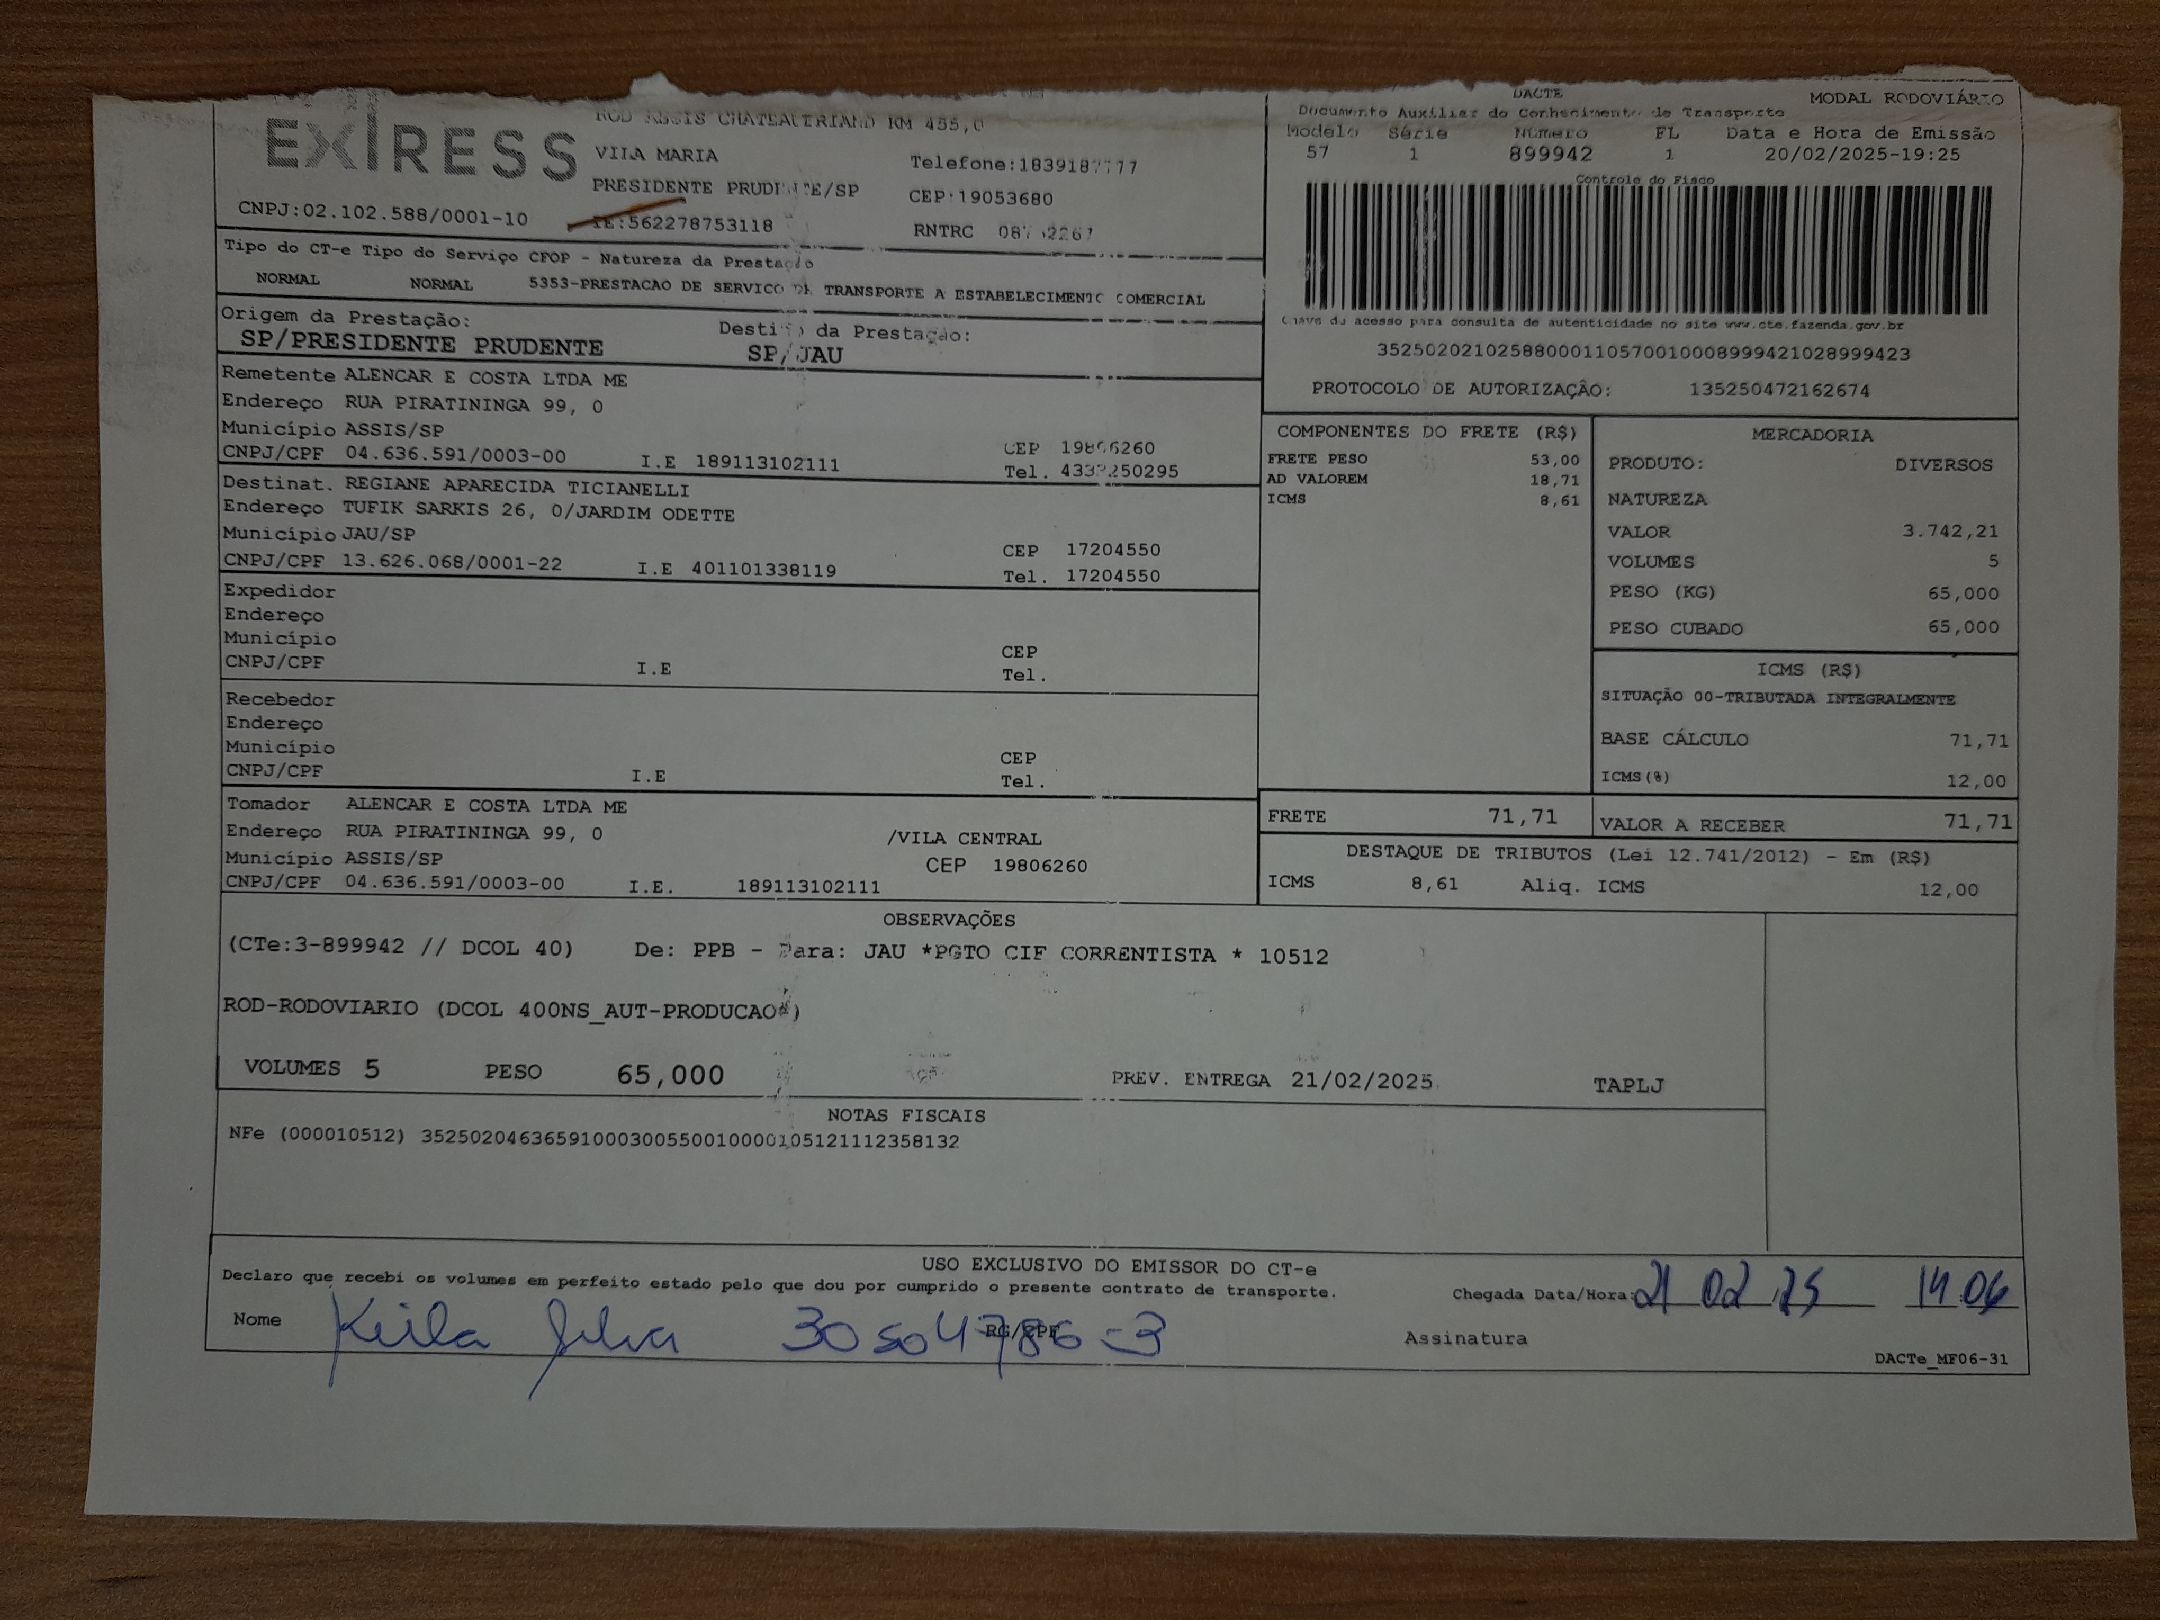 EXPRESS
ROD ASSIS CHATEAUBRIAND KM 455,0
VILA MARIA
Telefone:
PRESIDENTE PRUDENTE/SP
CEP:19053680
CNPJ:02.102.588/0001-10
IE:562278753118
RNTRC
DACTE
MODAL RODOVIÁRIO
Documento Auxiliar do Conhecimento de Transporte
Modelo Série Número FL Data e Hora de Emissão
57 1 899942 1 20/02/2025-19:25
Controle do Fisco
Chave de acesso para consulta de autenticidade no site www.cte.fazenda.gov.br
35250202102588000110570010008999421028999423
PROTOCOLO DE AUTORIZAÇÃO: 135250472162674
Tipo do CT-e Tipo do Serviço CFOP - Natureza da Prestação
NORMAL NORMAL 5353-PRESTACAO DE SERVICO DE TRANSPORTE A ESTABELECIMENTO COMERCIAL
Origem da Prestação: Destino da Prestação:
SP/PRESIDENTE PRUDENTE SP/JAU
Remetente ALENCAR E COSTA LTDA ME
Endereço RUA PIRATININGA 99, 0
Município ASSIS/SP CEP 19806260
CNPJ/CPF 04.636.591/0003-00 I.E 189113102111 Tel.
Destinat. REGIANE APARECIDA TICIANELLI
Endereço TUFIK SARKIS 26, 0/JARDIM ODETTE
Município JAU/SP CEP 17204550
CNPJ/CPF 13.626.068/0001-22 I.E 401101338119 Tel. 17204550
Expedidor
Endereço
Município CEP
CNPJ/CPF I.E Tel.
Recebedor
Endereço
Município CEP
CNPJ/CPF I.E Tel.
Tomador ALENCAR E COSTA LTDA ME
Endereço RUA PIRATININGA 99, 0 /VILA CENTRAL
Município ASSIS/SP CEP 19806260
CNPJ/CPF 04.636.591/0003-00 I.E. 189113102111
COMPONENTES DO FRETE (R$)
FRETE PESO 53,00
AD VALOREM 18,71
ICMS 8,61
MERCADORIA
PRODUTO: DIVERSOS
NATUREZA
VALOR 3.742,21
VOLUMES 5
PESO (KG) 65,000
PESO CUBADO 65,000
ICMS (R$)
SITUAÇÃO 00-TRIBUTADA INTEGRALMENTE
BASE CÁLCULO 71,71
ICMS(%) 12,00
FRETE 71,71 VALOR A RECEBER 71,71
DESTAQUE DE TRIBUTOS (Lei 12.741/2012) - Em (R$)
ICMS 8,61 Aliq. ICMS 12,00
OBSERVAÇÕES
(CTe:3-899942 // DCOL 40) De: PPB - Para: JAU *PGTO CIF CORRENTISTA * 10512
ROD-RODOVIARIO (DCOL 400NS_AUT-PRODUCAO*)
VOLUMES 5 PESO 65,000 PREV. ENTREGA 21/02/2025 TAPLJ
NOTAS FISCAIS
NFe (000010512) 35250204636591000300550010000105121112358132
USO EXCLUSIVO DO EMISSOR DO CT-e
Declaro que recebi os volumes em perfeito estado pelo que dou por cumprido o presente contrato de transporte.
Chegada Data/Hora: 21 02 25 14:06
Nome Keila Silva RG/CPF 30504786-3
Assinatura
DACTe_MF06-31